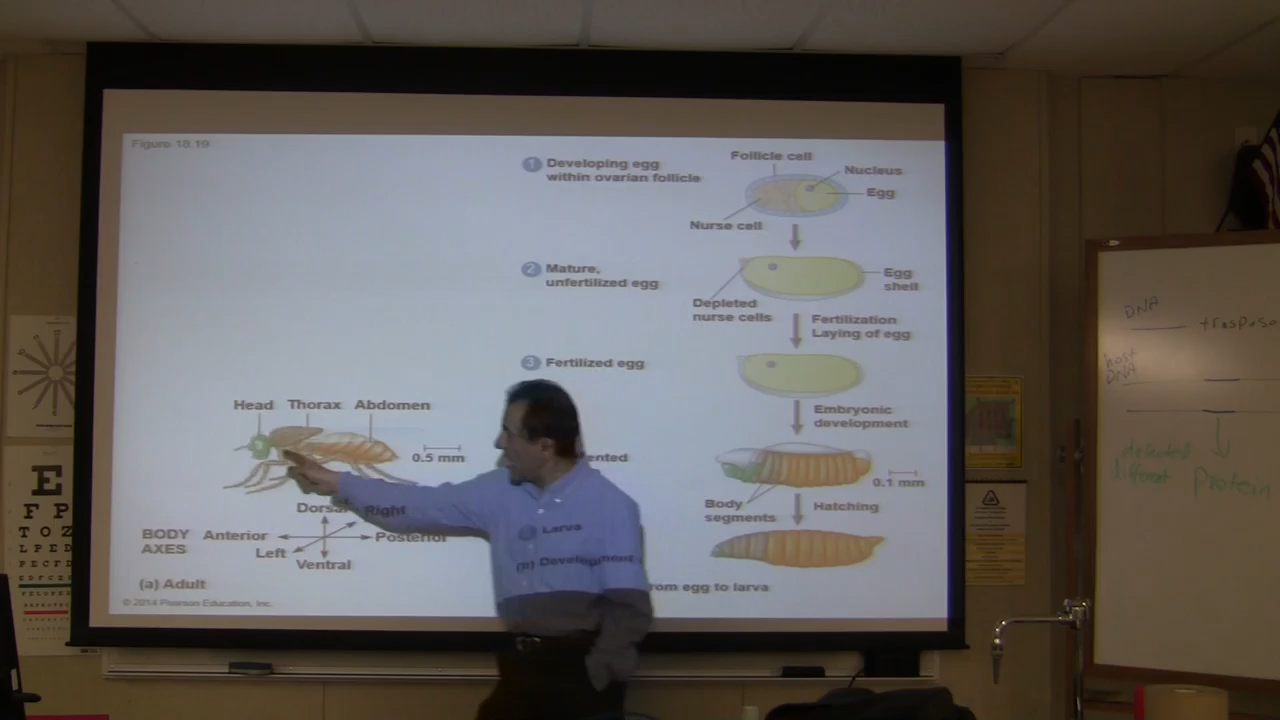 Figure 18.19
1 Developing egg
within ovarian follicle
Follicle cell
Nucleus
Egg
Nurse cell
2 Mature,
unfertilized egg
Egg
shell
Depleted
nurse cells
Fertilization
Laying of egg
3 Fertilized egg
Embryonic
development
Head Thorax Abdomen
0.5 mm
ented
0.1 mm
Body
segments
Hatching
Dorsal Right
BODY
AXES
Anterior
Posterior
Left
Ventral
Larva
(b) Development
rom egg to larva
(a) Adult
© 2014 Pearson Education, Inc.
DNA
host
DNA
Protein
E
F P
T O Z
L P E D
P E C F D